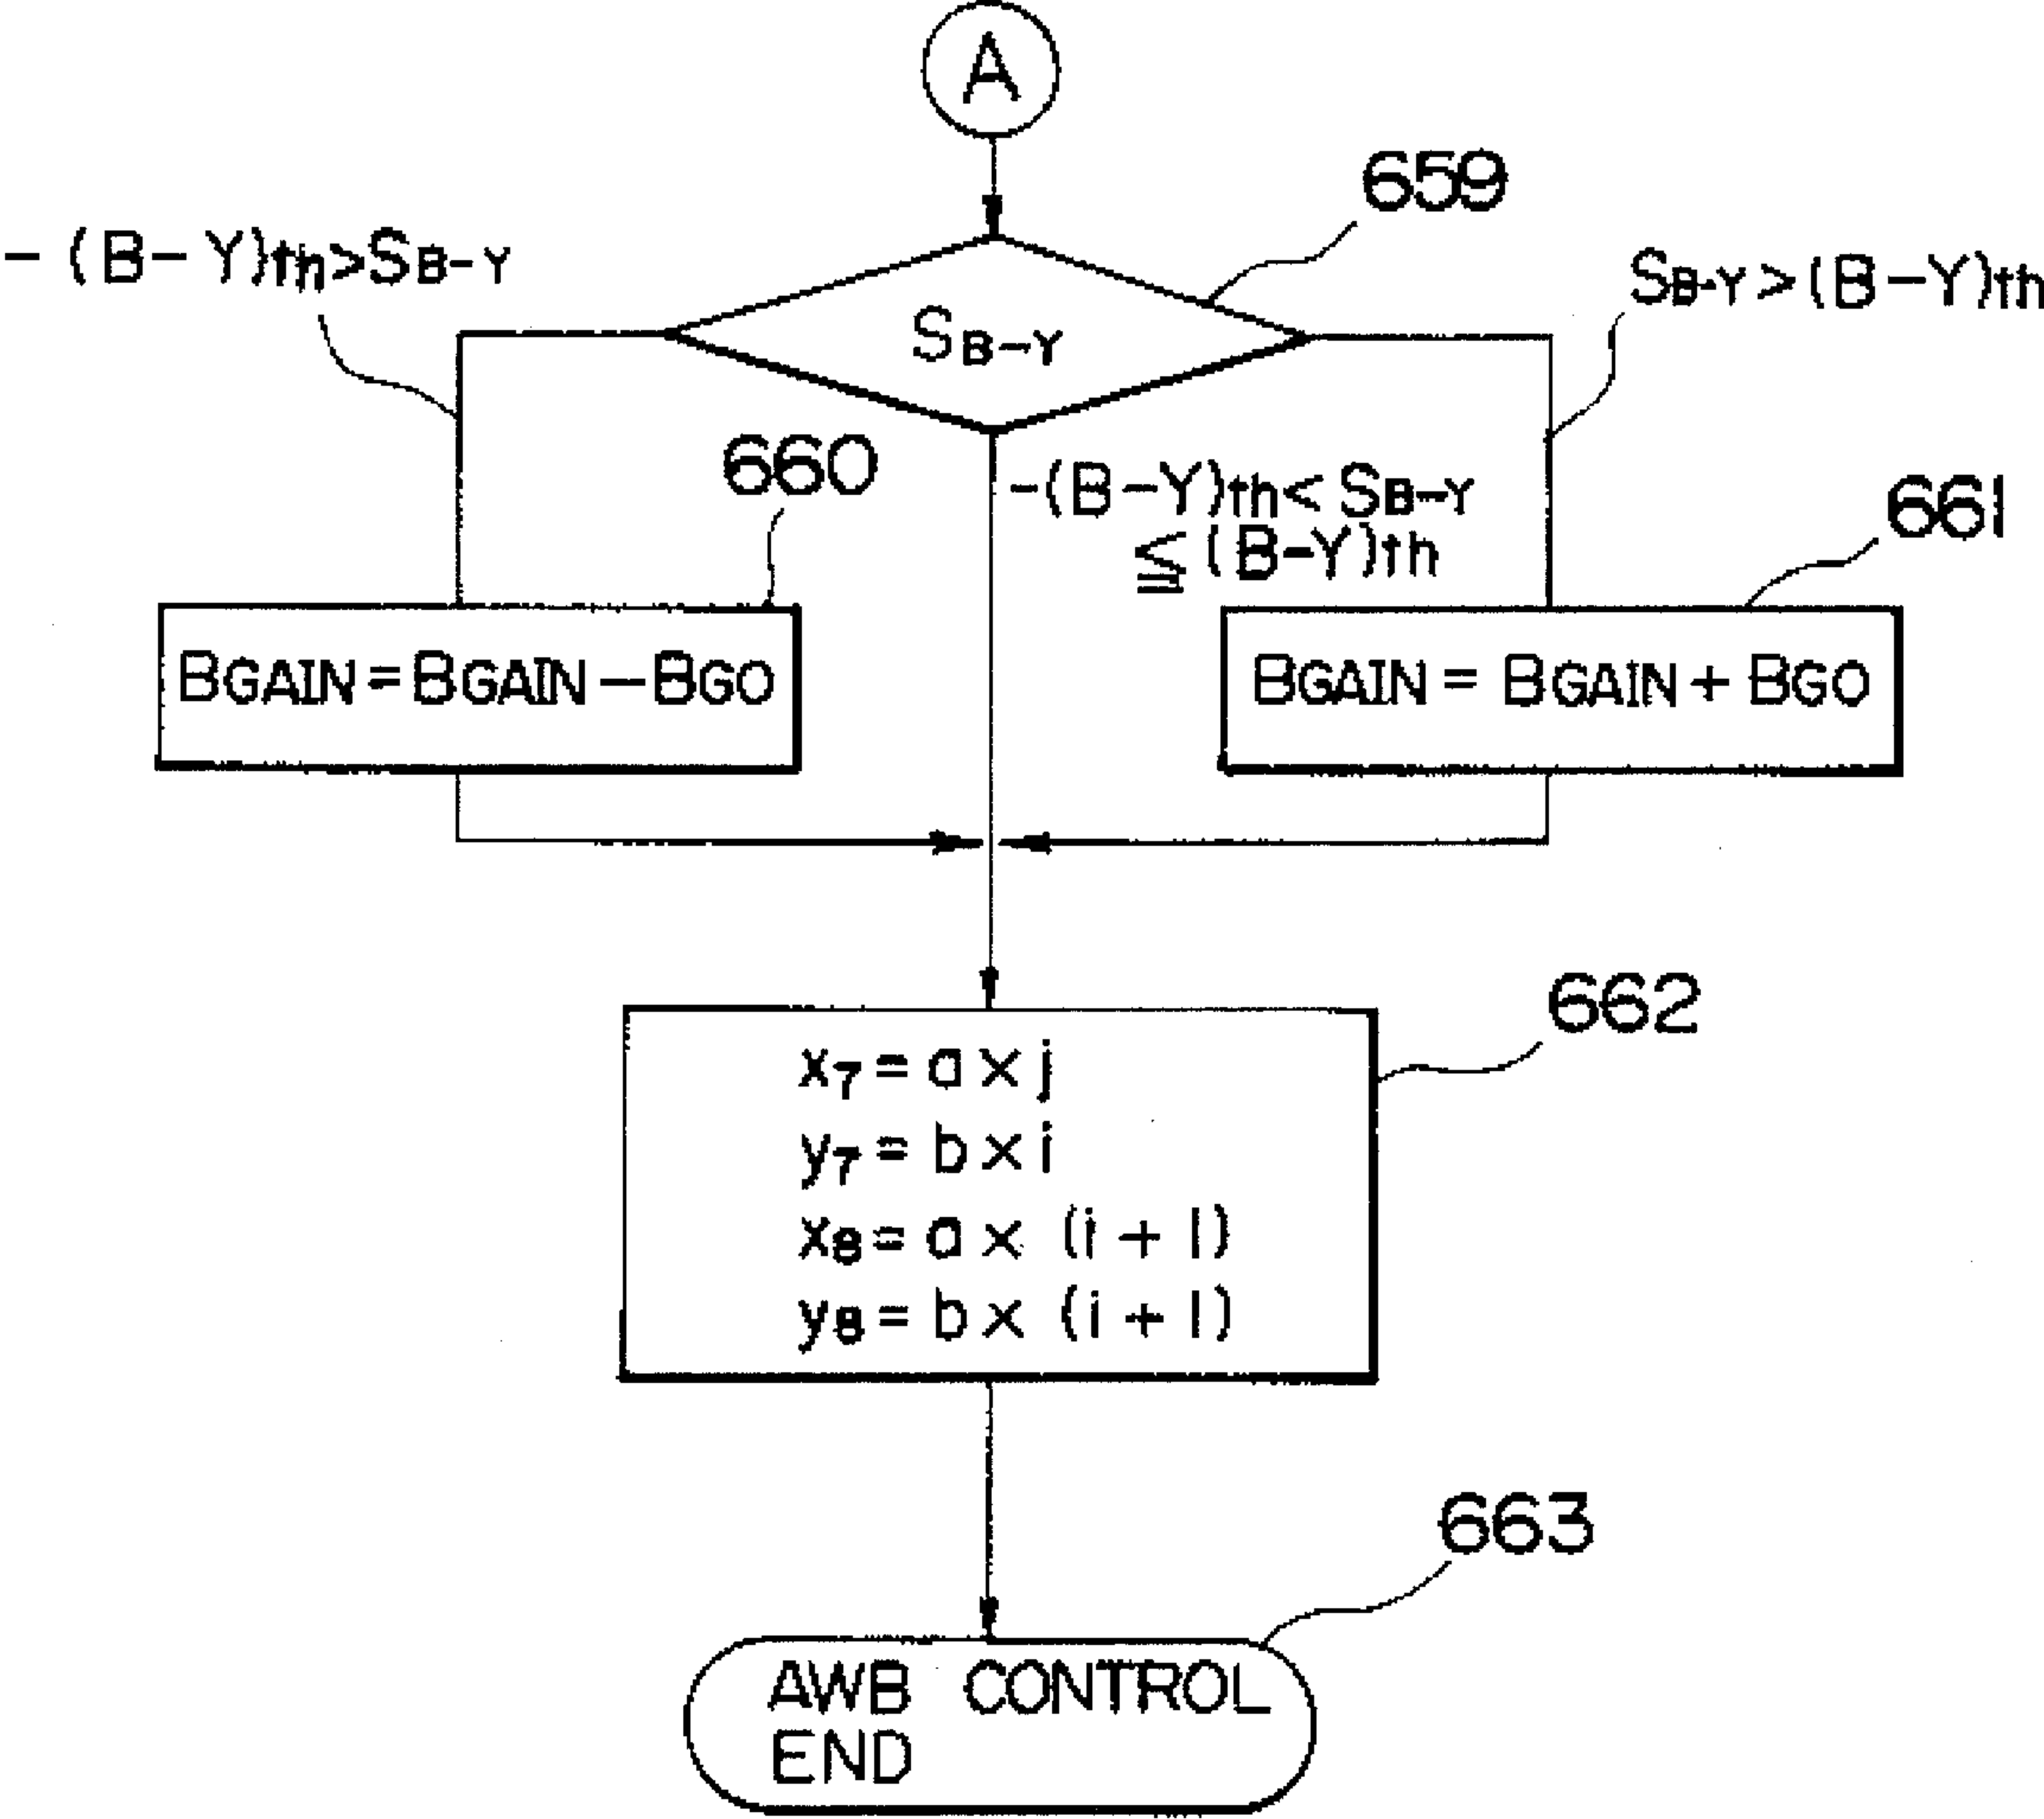 A
659
-(B-Y)th>SB-Y
SB-Y>(B-Y)th
SB-Y
660
-(B-Y)th< SB-Y
≦(B-Y)th
661
BGAIN=BGAIN-BGO
BGAIN = BGAIN + BGO
662
x7= a × j
y7= b × i
x8= a × (i + 1)
y8= b × (i + 1)
663
AWB CONTROL
END